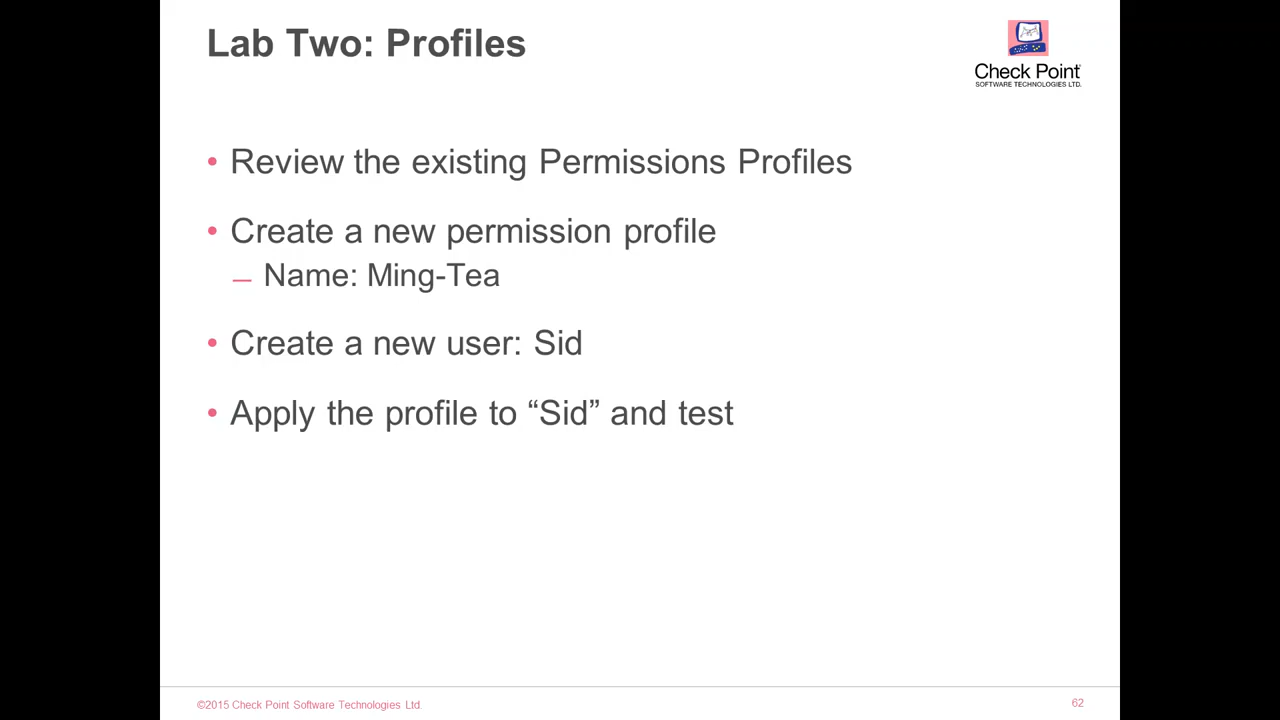 Lab Two: Profiles
Check Point
SOFTWARE TECHNOLOGIES LTD.
• Review the existing Permissions Profiles
• Create a new permission profile
– Name: Ming-Tea
• Create a new user: Sid
• Apply the profile to “Sid” and test
©2015 Check Point Software Technologies Ltd.
62